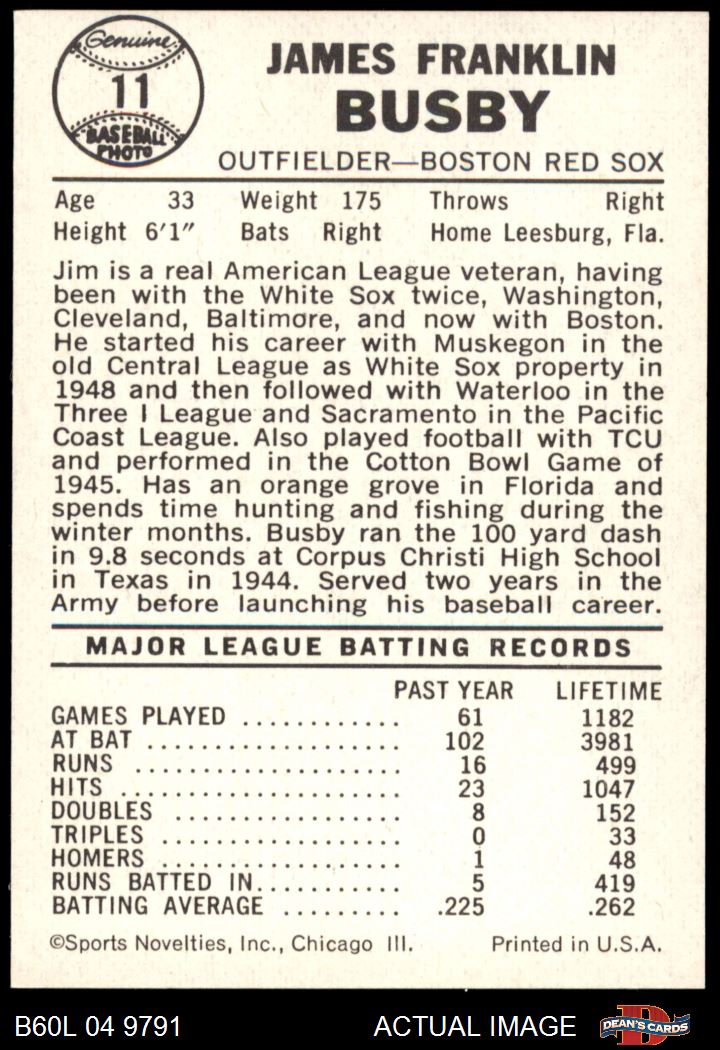 Genuine
11
BASEBALL
PHOTO
JAMES FRANKLIN
BUSBY
OUTFIELDER—BOSTON RED SOX
Age 33 Weight 175 Throws Right
Height 6'1" Bats Right Home Leesburg, Fla.
Jim is a real American League veteran, having
been with the White Sox twice, Washington,
Cleveland, Baltimore, and now with Boston.
He started his career with Muskegon in the
old Central League as White Sox property in
1948 and then followed with Waterloo in the
Three I League and Sacramento in the Pacific
Coast League. Also played football with TCU
and performed in the Cotton Bowl Game of
1945. Has an orange grove in Florida and
spends time hunting and fishing during the
winter months. Busby ran the 100 yard dash
in 9.8 seconds at Corpus Christi High School
in Texas in 1944. Served two years in the
Army before launching his baseball career.
MAJOR LEAGUE BATTING RECORDS
PAST YEAR LIFETIME
GAMES PLAYED ............ 61 1182
AT BAT ................... 102 3981
RUNS .................... 16 499
HITS ..................... 23 1047
DOUBLES ................. 8 152
TRIPLES .................. 0 33
HOMERS .................. 1 48
RUNS BATTED IN........... 5 419
BATTING AVERAGE ......... .225 .262
©Sports Novelties, Inc., Chicago Ill. Printed in U.S.A.
B60L 04 9791 ACTUAL IMAGE DEAN'S CARDS